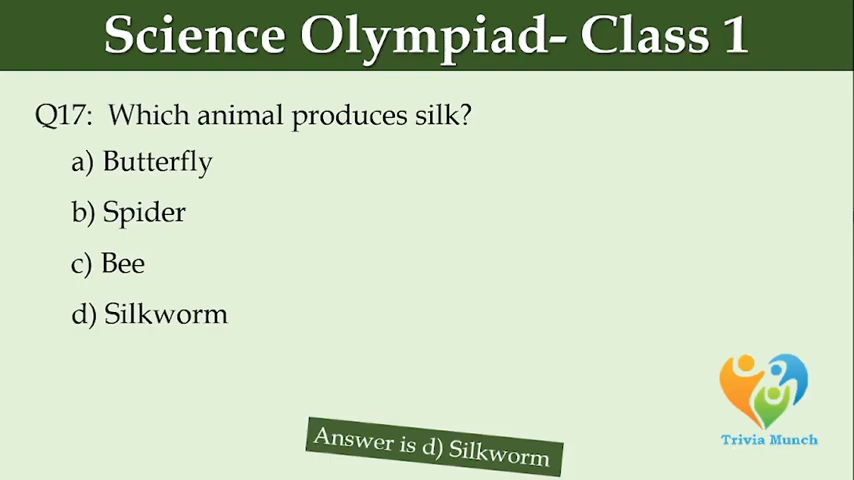 Science Olympiad- Class 1
Q17: Which animal produces silk?
a) Butterfly
b) Spider
c) Bee
d) Silkworm
Answer is d) Silkworm
Trivia Munch